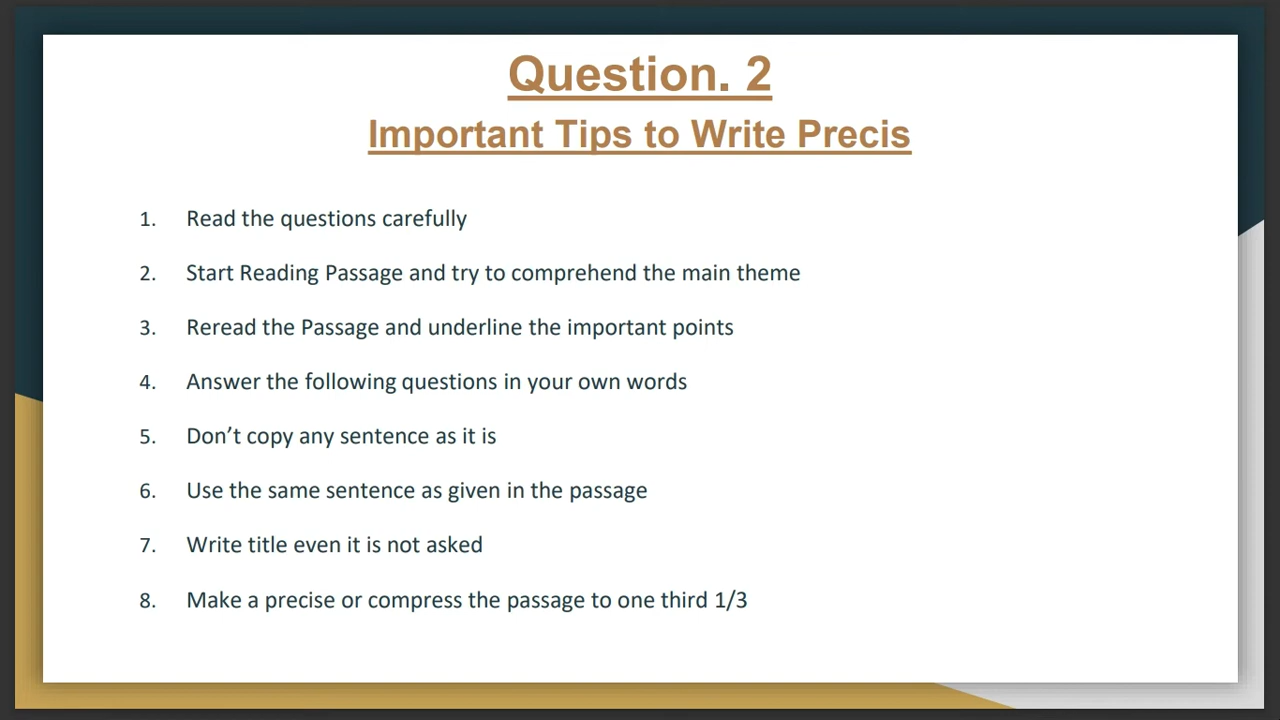 Question. 2
Important Tips to Write Precis
1. Read the questions carefully
2. Start Reading Passage and try to comprehend the main theme
3. Reread the Passage and underline the important points
4. Answer the following questions in your own words
5. Don’t copy any sentence as it is
6. Use the same sentence as given in the passage
7. Write title even it is not asked
8. Make a precise or compress the passage to one third 1/3